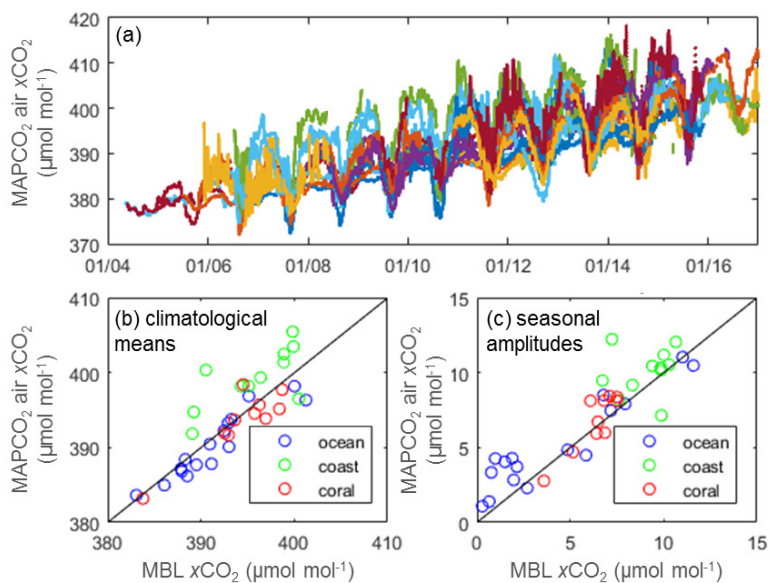 (a)
MAPCO2 air xCO2
(µmol mol-1)
420
410
400
390
380
370
01/04
01/06
01/08
01/10
01/12
01/14
01/16
(b) climatological
means
MAPCO2 air xCO2
(µmol mol-1)
410
400
390
380
380
390
400
410
ocean
coast
coral
MBL xCO2 (µmol mol-1)
(c) seasonal
amplitudes
MAPCO2 air xCO2
(µmol mol-1)
15
10
5
0
0
5
10
15
ocean
coast
coral
MBL xCO2 (µmol mol-1)